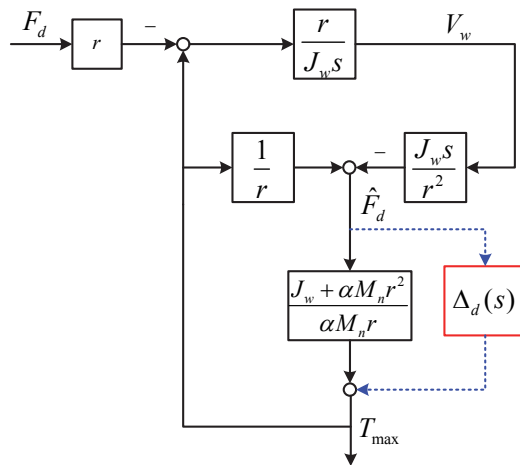 F_d
r
−
r / J_w s
V_w
1 / r
−
J_w s / r^2
F̂_d
J_w + αM_n r^2 / αM_n r
Δ_d(s)
T_max